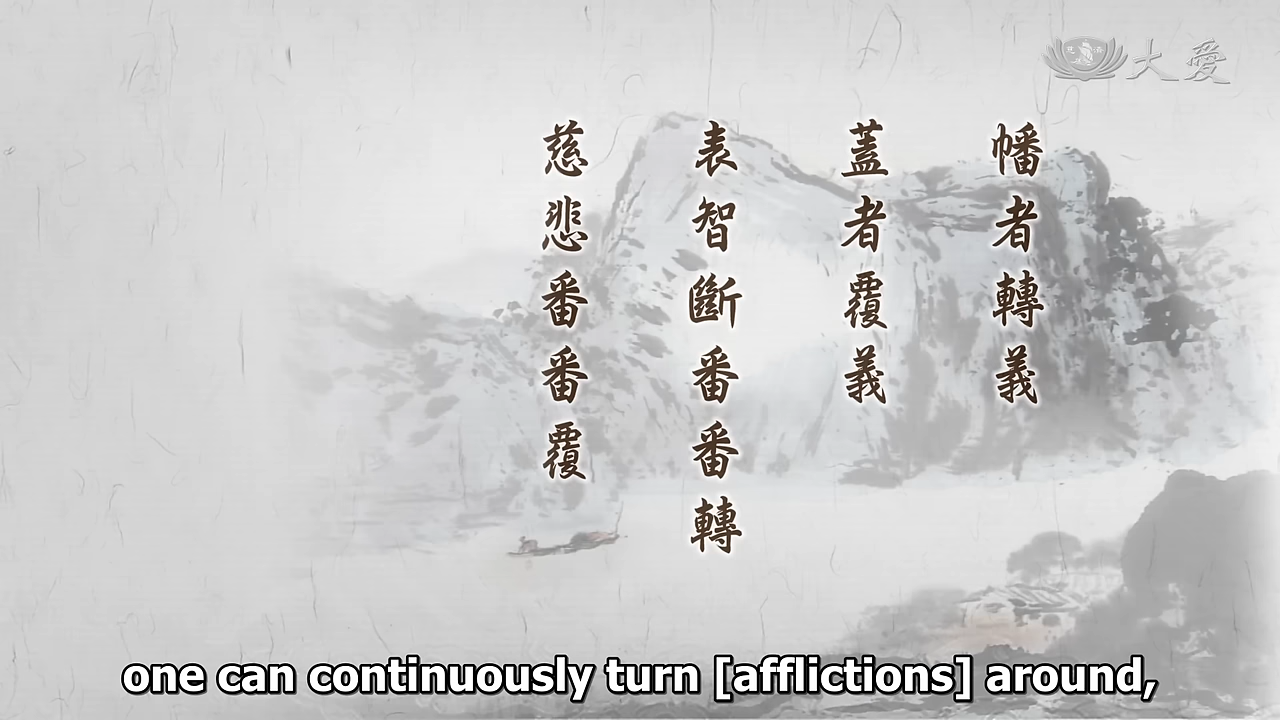 大愛
幡者轉義
蓋者覆義
表智斷番番轉
慈悲番番覆
one can continuously turn [afflictions] around,